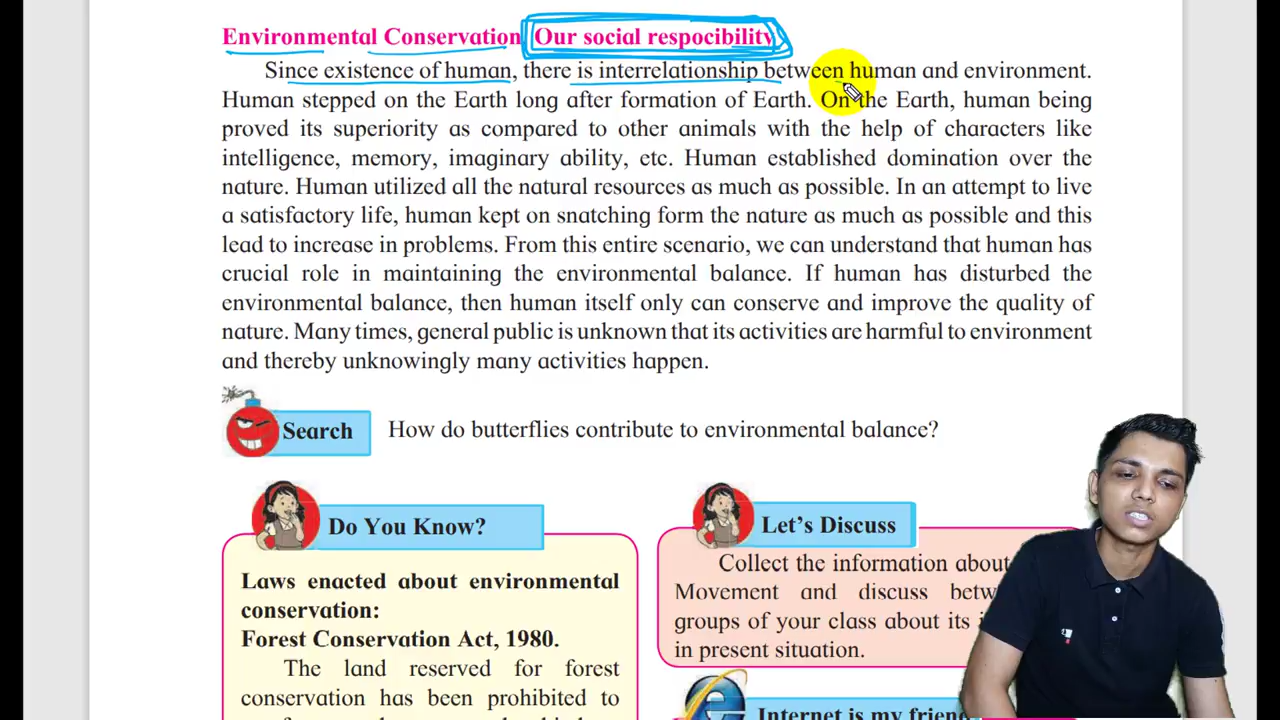 Environmental Conservation Our social respocibility
Since existence of human, there is interrelationship between human and environment.
Human stepped on the Earth long after formation of Earth. On the Earth, human being
proved its superiority as compared to other animals with the help of characters like
intelligence, memory, imaginary ability, etc. Human established domination over the
nature. Human utilized all the natural resources as much as possible. In an attempt to live
a satisfactory life, human kept on snatching form the nature as much as possible and this
lead to increase in problems. From this entire scenario, we can understand that human has
crucial role in maintaining the environmental balance. If human has disturbed the
environmental balance, then human itself only can conserve and improve the quality of
nature. Many times, general public is unknown that its activities are harmful to environment
and thereby unknowingly many activities happen.
Search How do butterflies contribute to environmental balance?
Do You Know?
Laws enacted about environmental
conservation:
Forest Conservation Act, 1980.
The land reserved for forest
conservation has been prohibited to
Let's Discuss
Collect the information about
Movement and discuss
groups of your class about its
in present situation.
Internet is my friend